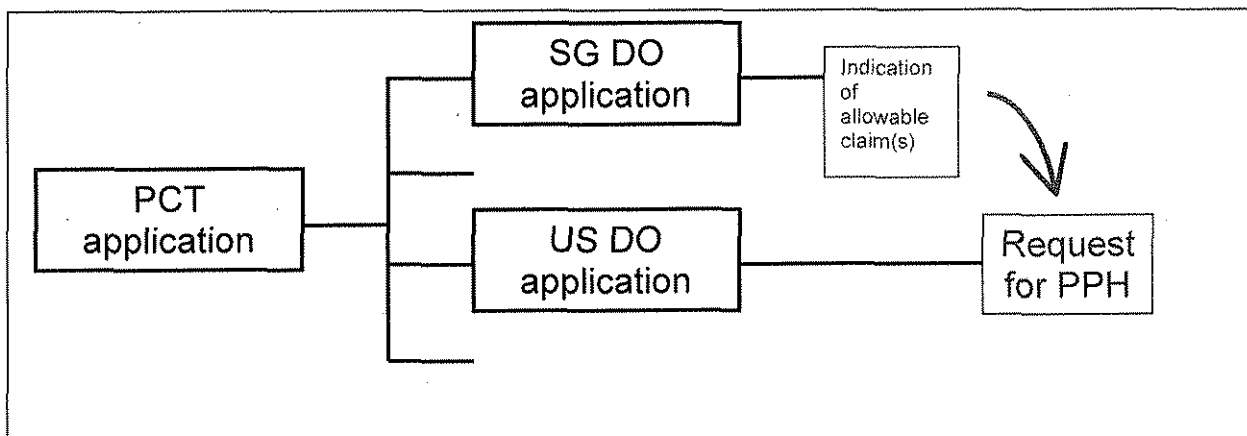 SG DO
application
Indication
of
allowable
claim(s)
PCT
application
US DO
application
Request
for PPH